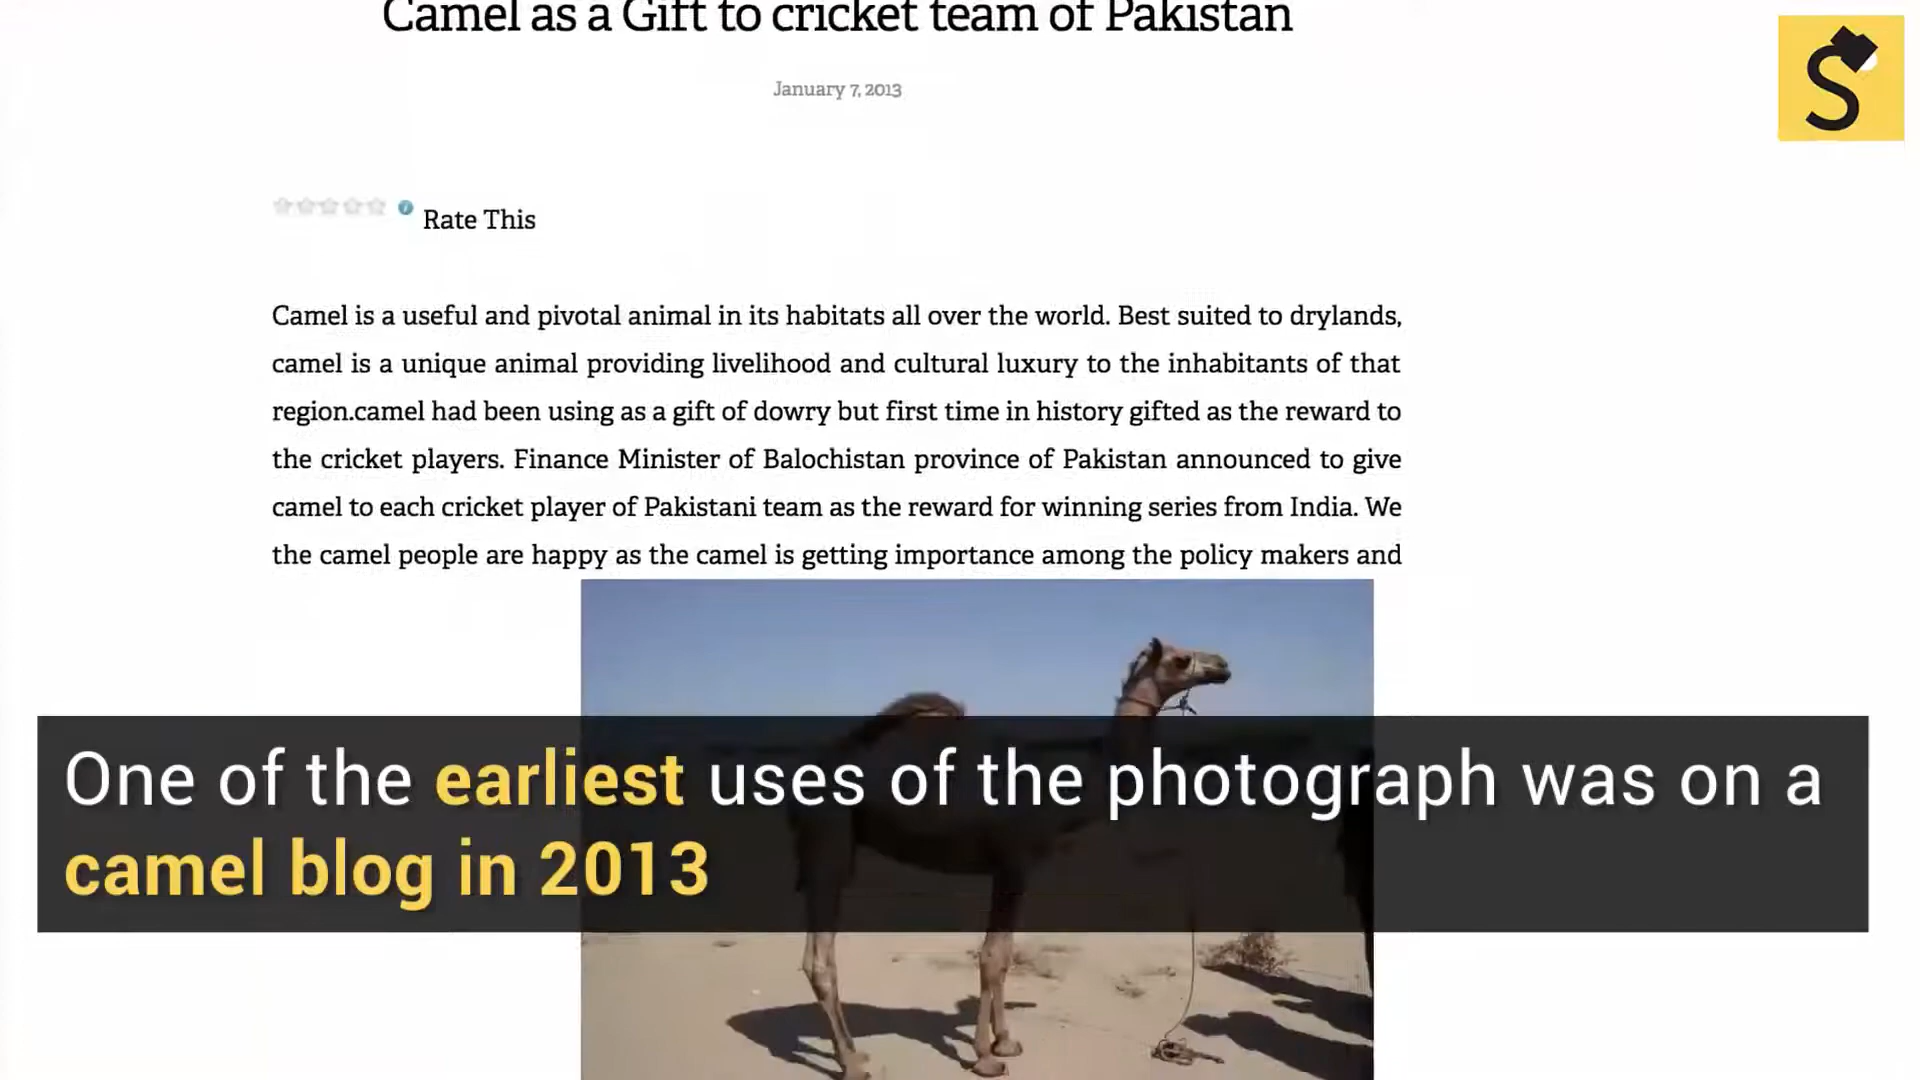 Camel as a Gift to cricket team of Pakistan
January 7, 2013
S
Rate This
Camel is a useful and pivotal animal in its habitats all over the world. Best suited to drylands,
camel is a unique animal providing livelihood and cultural luxury to the inhabitants of that
region.camel had been using as a gift of dowry but first time in history gifted as the reward to
the cricket players. Finance Minister of Balochistan province of Pakistan announced to give
camel to each cricket player of Pakistani team as the reward for winning series from India. We
the camel people are happy as the camel is getting importance among the policy makers and
One of the earliest uses of the photograph was on a
camel blog in 2013